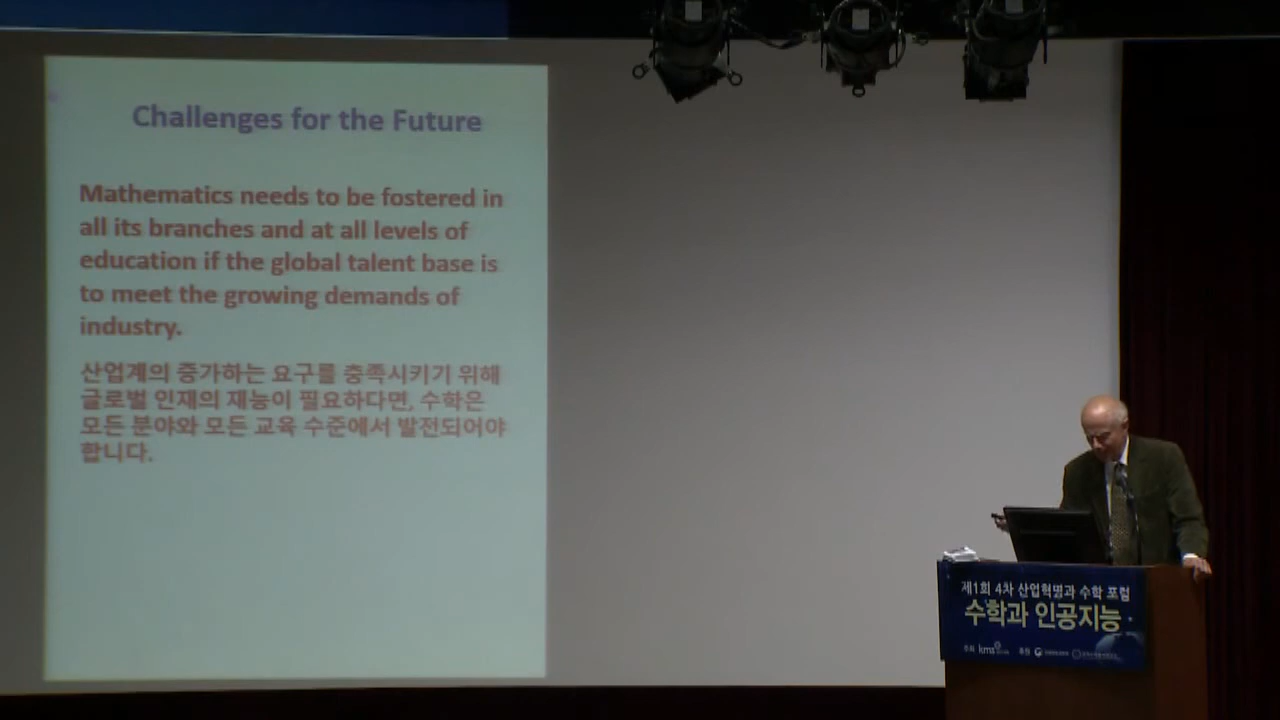 Challenges for the Future
Mathematics needs to be fostered in
all its branches and at all levels of
education if the global talent base is
to meet the growing demands of
industry.
산업계의 증가하는 요구를 충족시키기 위해
글로벌 인재의 재능이 필요하다면, 수학은
모든 분야와 모든 교육 수준에서 발전되어야
합니다.
제1회 4차 산업혁명과 수학 포럼
수학과 인공지능
주최 kms 후원